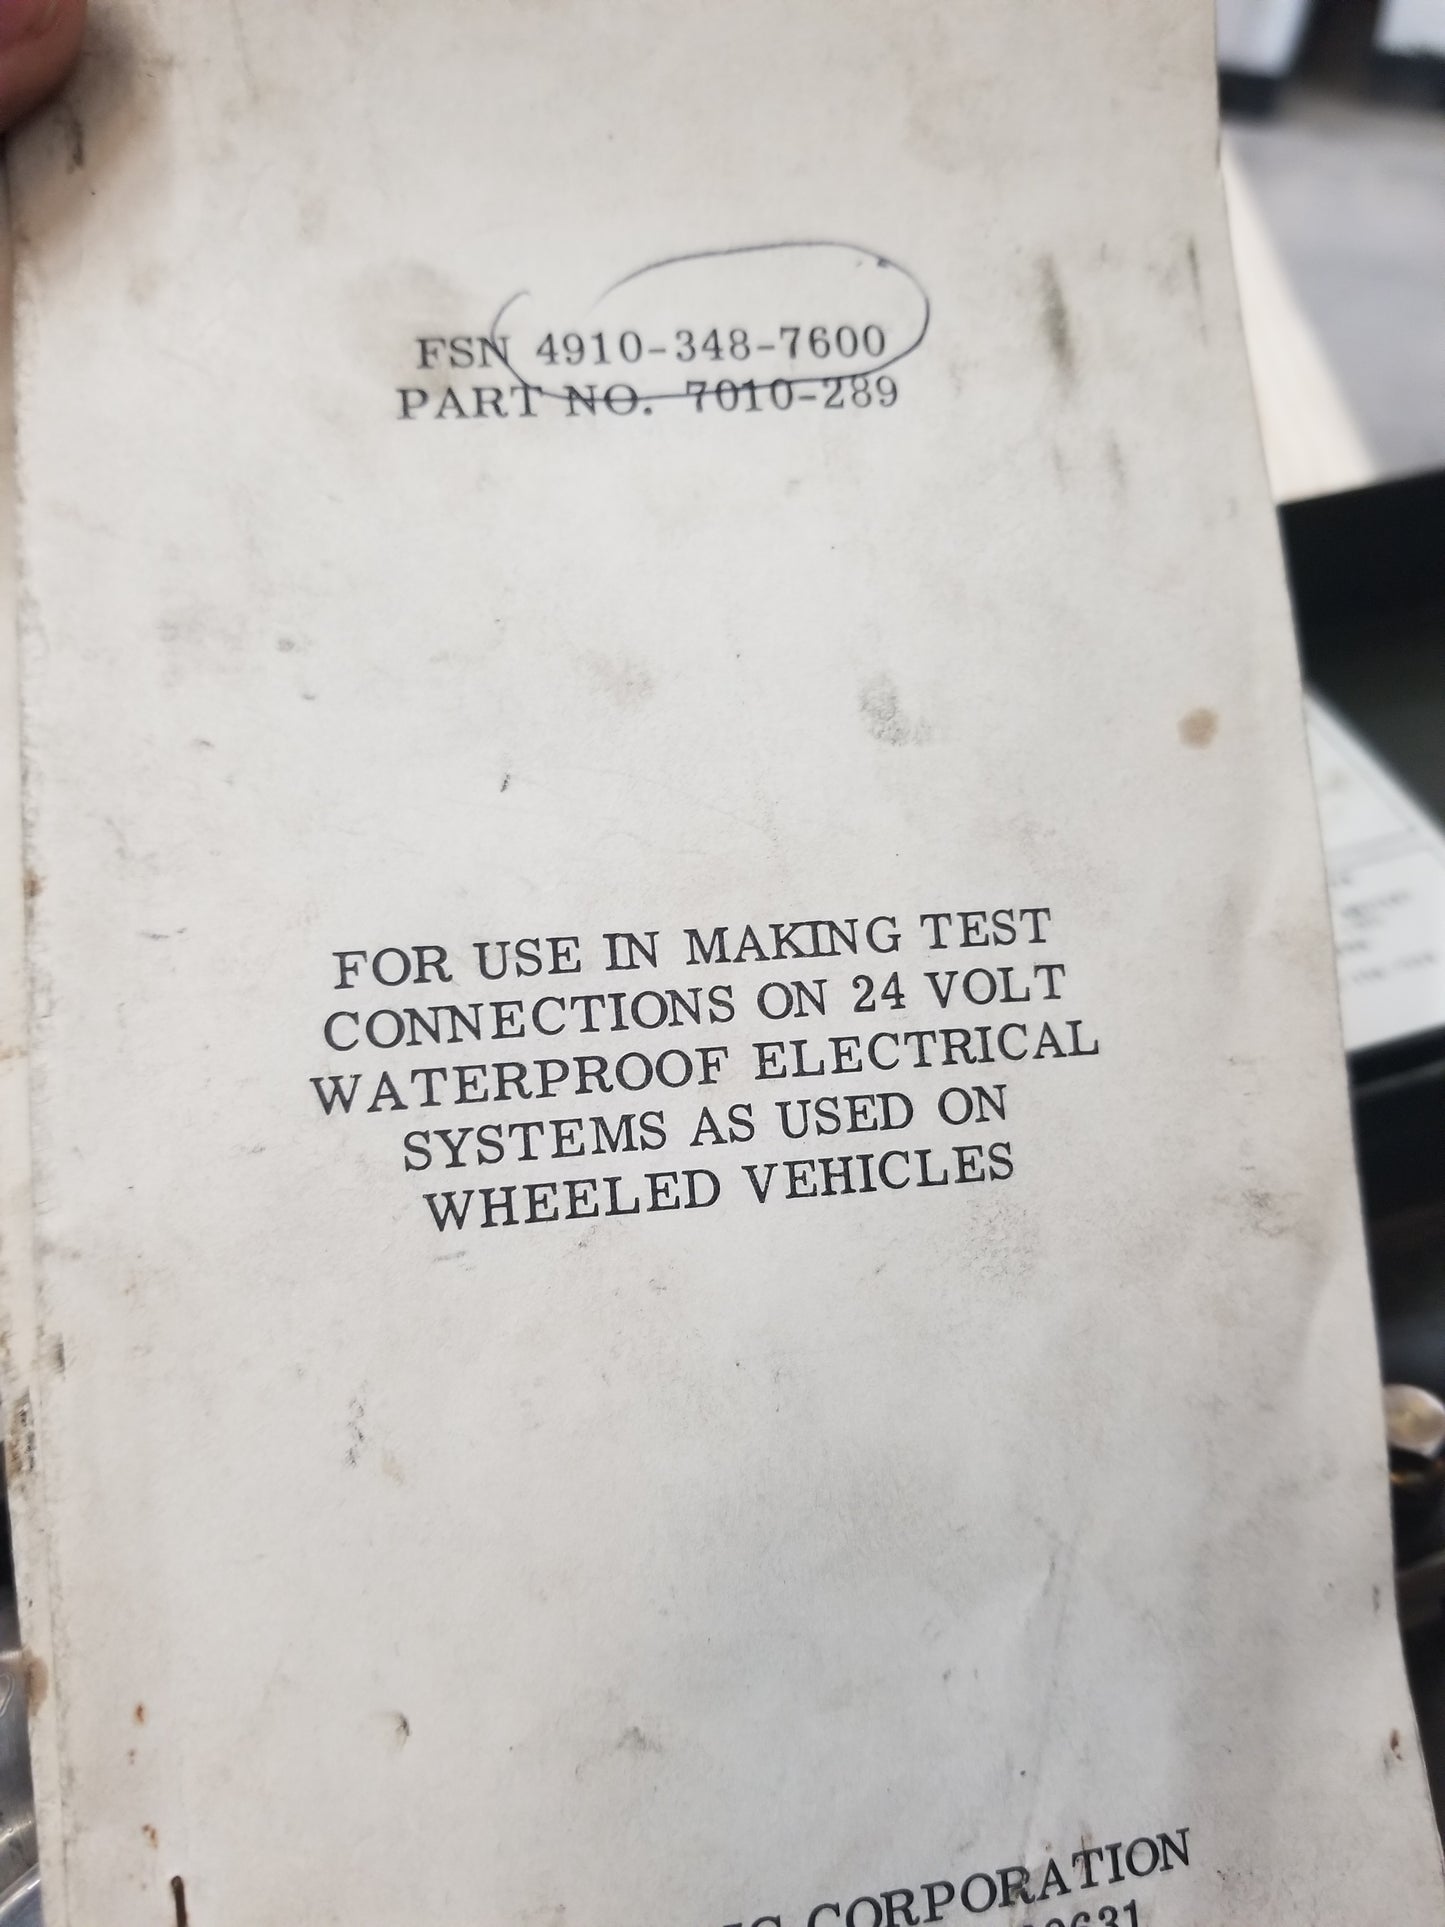 FSN 4910-348-7600
PART NO. 7010-289
FOR USE IN MAKING TEST
CONNECTIONS ON 24 VOLT
WATERPROOF ELECTRICAL
SYSTEMS AS USED ON
WHEELED VEHICLES
CORPORATION